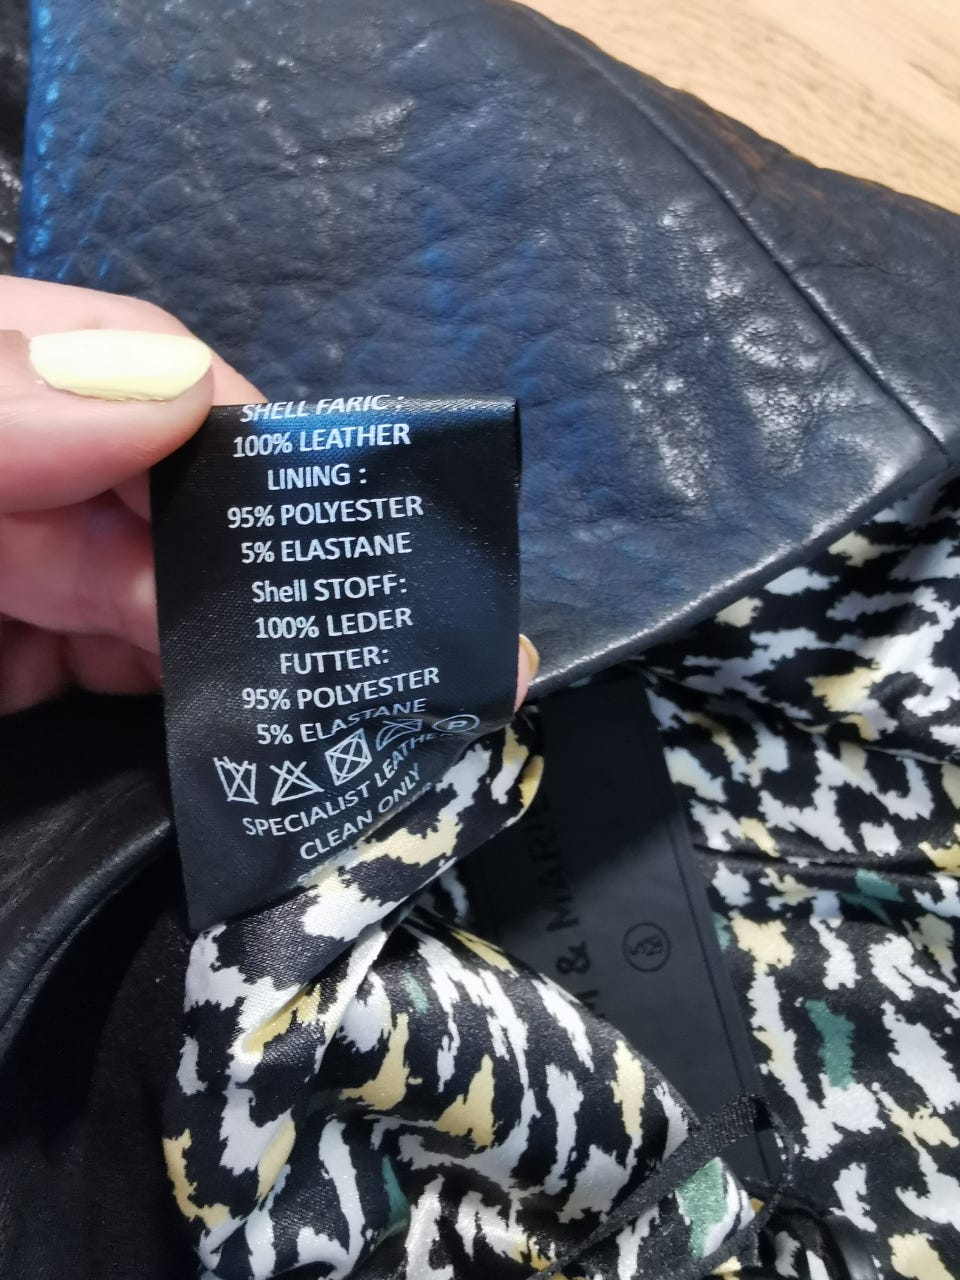 SHELL FARIC :
100% LEATHER
LINING :
95% POLYESTER
5% ELASTANE
Shell STOFF:
100% LEDER
FUTTER:
95% POLYESTER
5% ELASTANE
P
SPECIALIST LEATHER
CLEAN ONLY
&